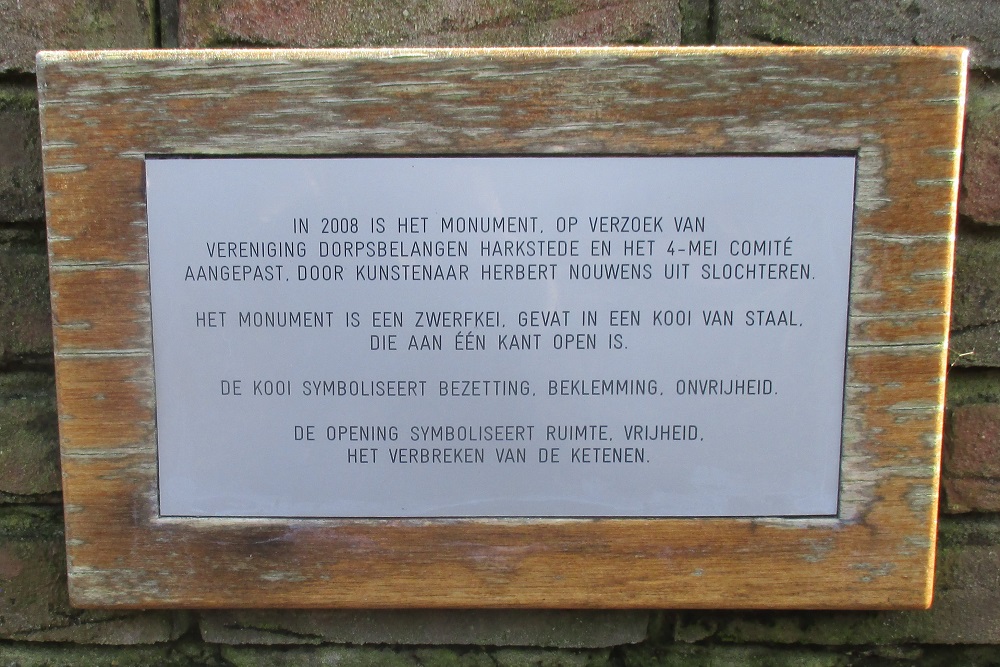 IN 2008 IS HET MONUMENT, OP VERZOEK VAN
VERENIGING DORPSBELANGEN HARKSTEDE EN HET 4-MEI COMITÉ
AANGEPAST, DOOR KUNSTENAAR HERBERT NOUWENS UIT SLOCHTEREN.
HET MONUMENT IS EEN ZWERFKEI, GEVAT IN EEN KOOI VAN STAAL,
DIE AAN ÉÉN KANT OPEN IS.
DE KOOI SYMBOLISEERT BEZETTING, BEKLEMMING, ONVRIJHEID.
DE OPENING SYMBOLISEERT RUIMTE, VRIJHEID,
HET VERBREKEN VAN DE KETENEN.